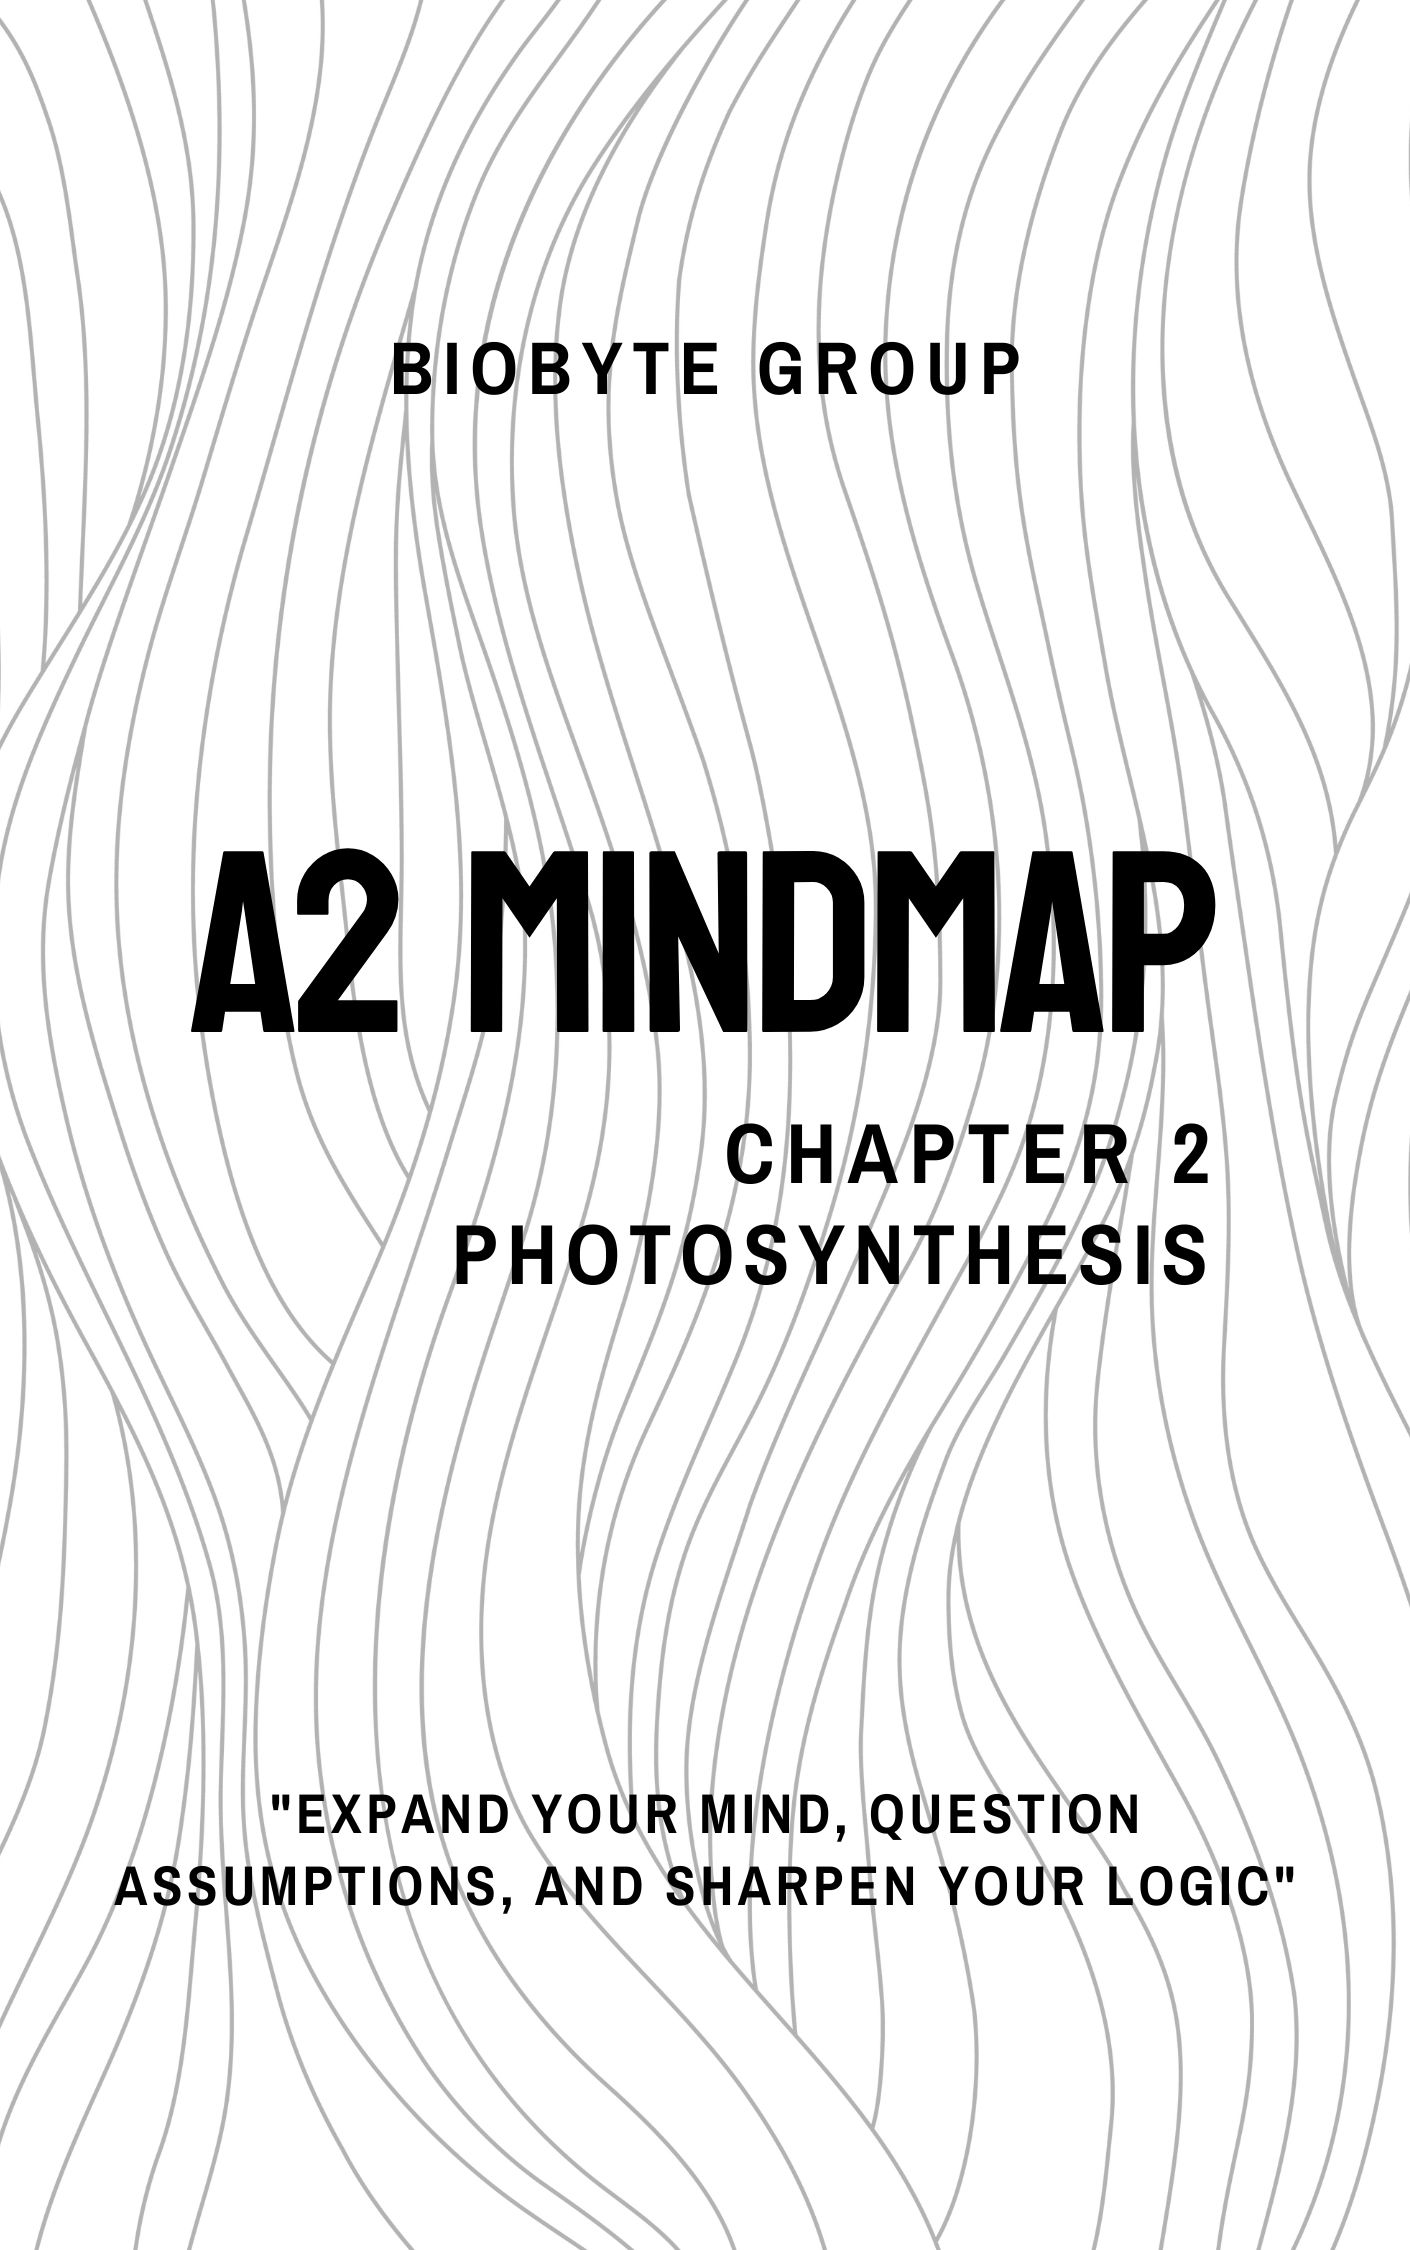 BIOBYTE GROUP
A2 MINDMAP
CHAPTER 2
PHOTOSYNTHESIS
"EXPAND YOUR MIND, QUESTION
ASSUMPTIONS, AND SHARPEN YOUR LOGIC"